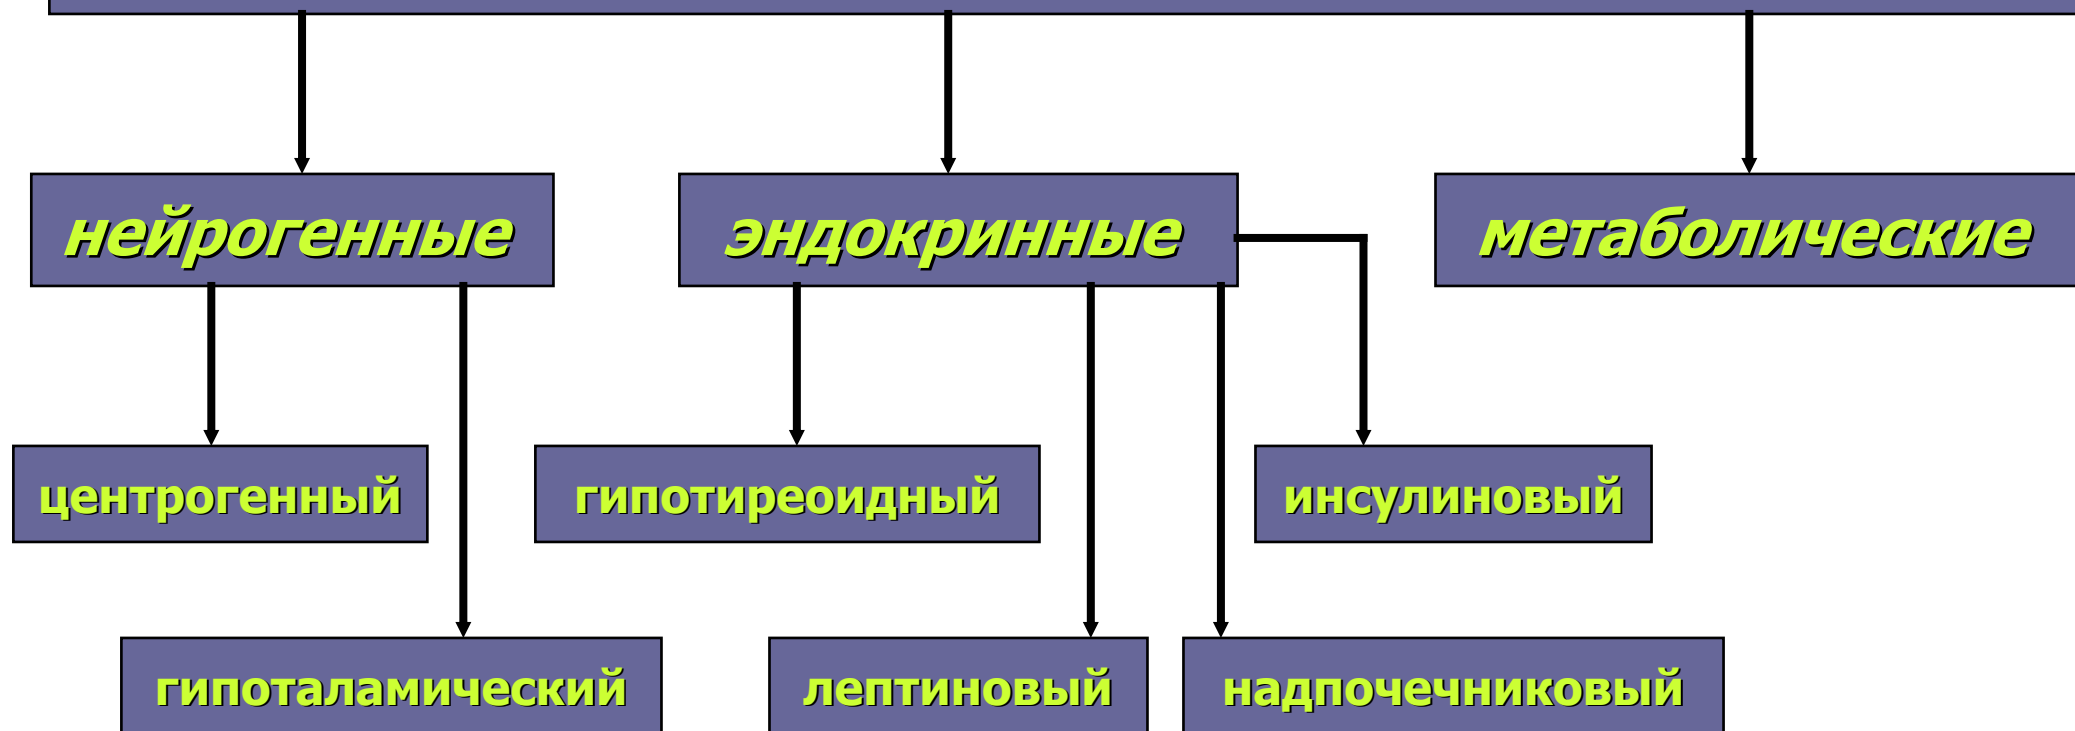 нейрогенные
эндокринные
метаболические
центрогенный
гипотиреоидный
инсулиновый
гипоталамический
лептиновый
надпочечниковый